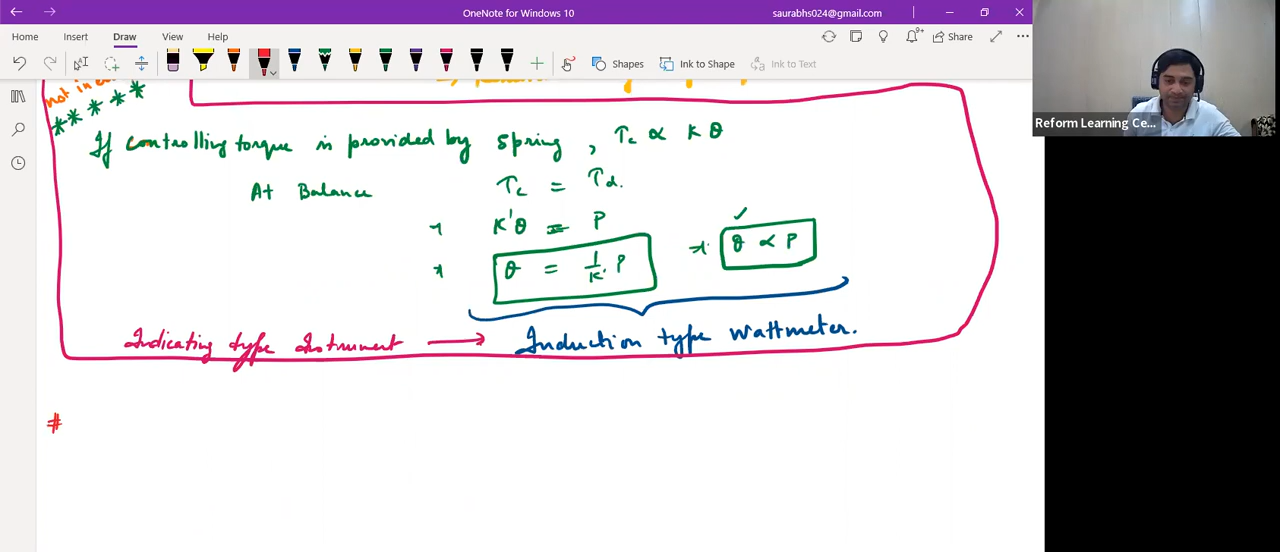 OneNote for Windows 10
saurabhs024@gmail.com
Home Insert Draw View Help
Share
Shapes Ink to Shape Ink to Text
not in
****
If controlling torque is provided by spring, Tc ∝ Kθ
At Balance Tc = Td.
K'θ = P
θ = 1/K' P θ ∝ P
Indicating type Instrument → Induction type wattmeter.
#
Reform Learning Ce...